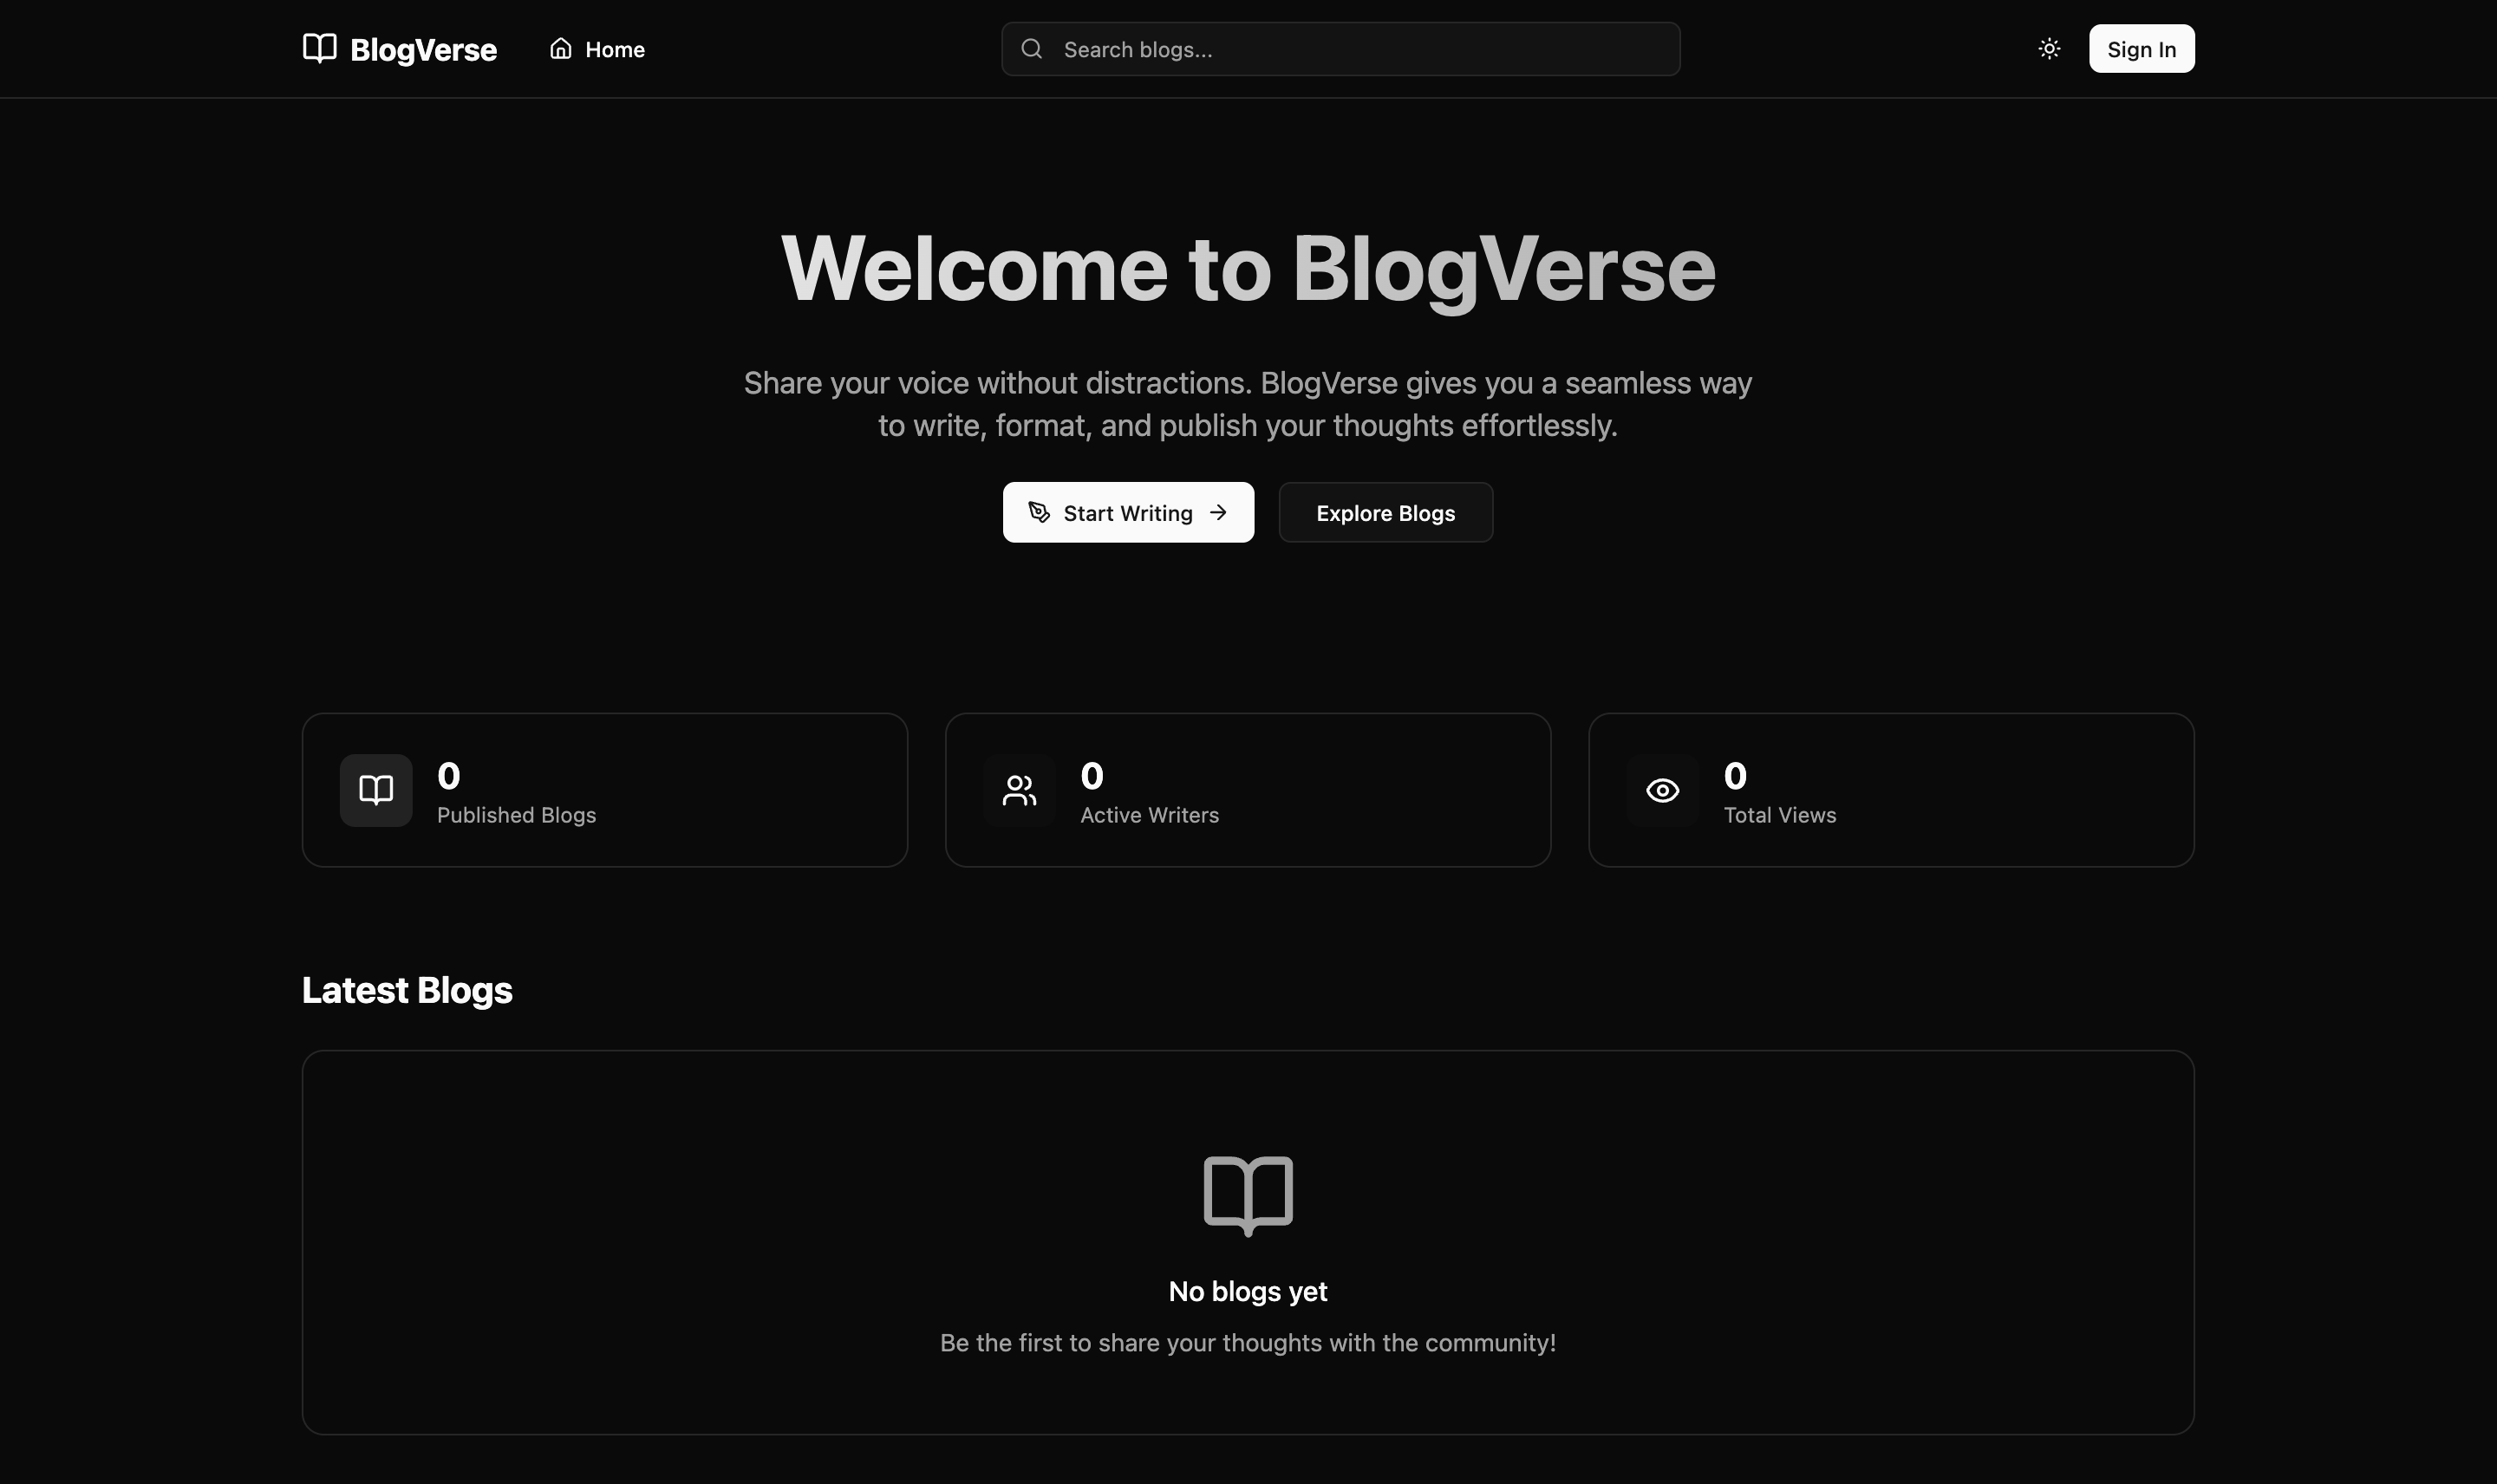 BlogVerse
Home
Search blogs...
Sign In
Welcome to BlogVerse
Share your voice without distractions. BlogVerse gives you a seamless way
to write, format, and publish your thoughts effortlessly.
Start Writing
Explore Blogs
0
Published Blogs
0
Active Writers
0
Total Views
Latest Blogs
No blogs yet
Be the first to share your thoughts with the community!